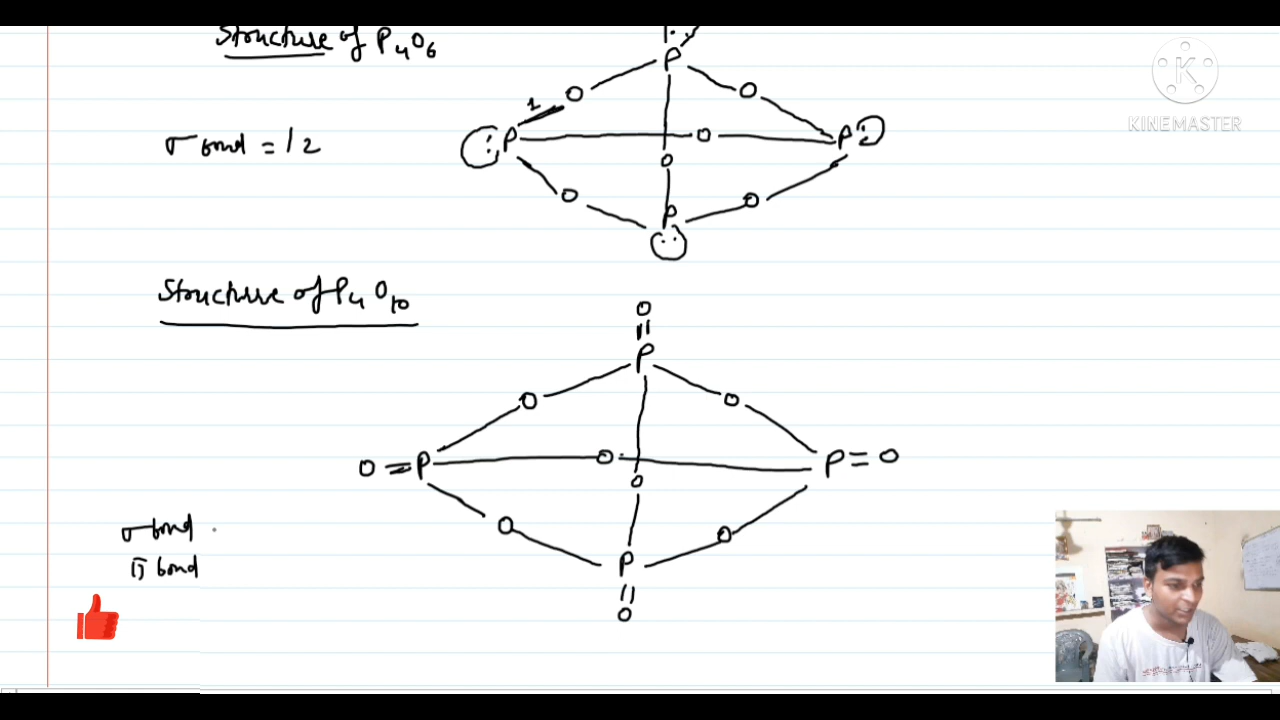 Structure of P4O6
P
1
O
O
KINEMASTER
σ bond = 12
P
O
P
O
O
O
P
Structure of P4O10
O
P
O
O
O = P
O
P = O
O
O
O
σ bond
π bond
P
O